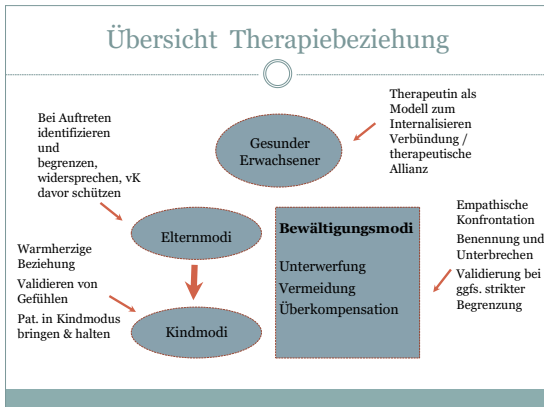 Übersicht Therapiebeziehung
Bei Auftreten
identifizieren
und
begrenzen,
widersprechen, vK
davor schützen
Gesunder
Erwachsener
Therapeutin als
Modell zum
Internalisieren
Verbündung /
therapeutische
Allianz
Elternmodi
Warmherzige
Beziehung
Validieren von
Gefühlen
Pat. in Kindmodus
bringen & halten
Kindmodi
Bewältigungsmodi
Unterwerfung
Vermeidung
Überkompensation
Empathische
Konfrontation
Benennung und
Unterbrechen
Validierung bei
ggfs. strikter
Begrenzung